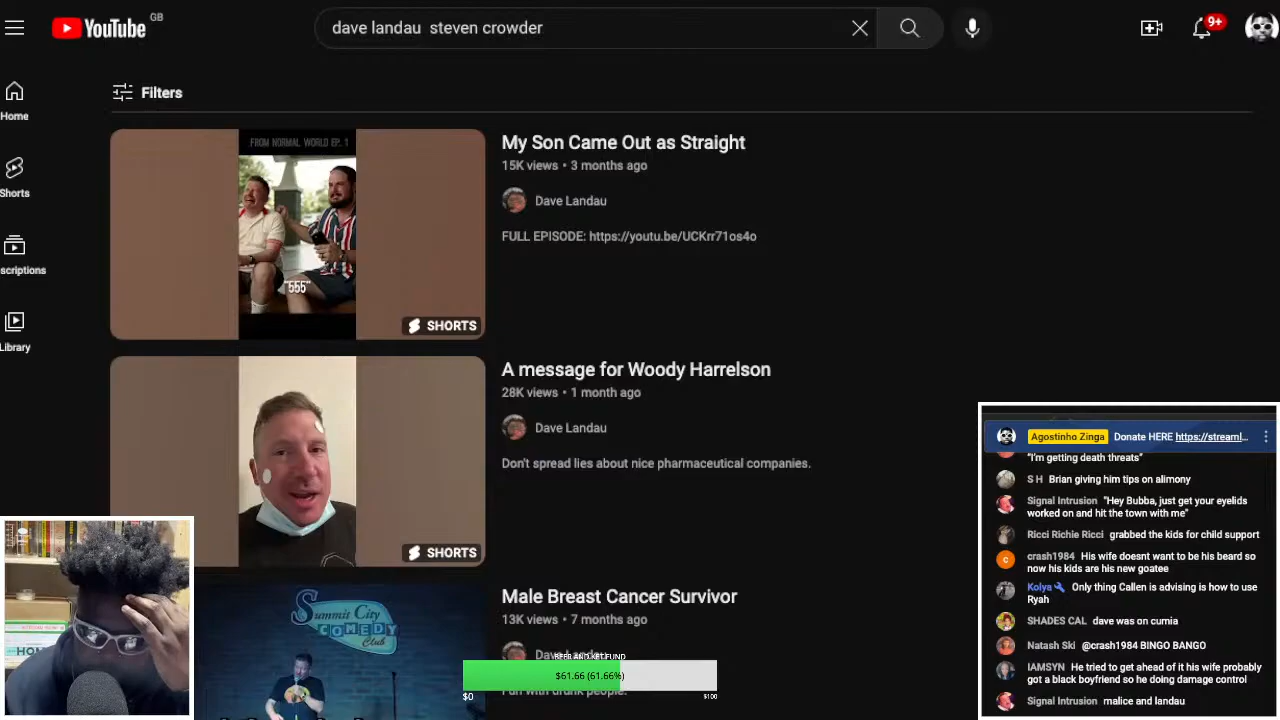 YouTube GB
dave landau  steven crowder
9+
Filters
Home
Shorts
scriptions
Library
FROM NORMAL WORLD EP. 1
"555"
SHORTS
My Son Came Out as Straight
15K views • 3 months ago
Dave Landau
FULL EPISODE: https://youtu.be/UCKrr71os4o
SHORTS
A message for Woody Harrelson
28K views • 1 month ago
Dave Landau
Don't spread lies about nice pharmaceutical companies.
Summit City
COMEDY
Club
Male Breast Cancer Survivor
13K views • 7 months ago
Dave Landau
Fun with drunk people.
$61.66 (61.66%)
$0
$100
Agostinho Zinga Donate HERE https://streaml...
"I'm getting death threats"
S H Brian giving him tips on alimony
Signal Intrusion "Hey Bubba, just get your eyelids
worked on and hit the town with me"
Ricci Richie Ricci grabbed the kids for child support
crash1984 His wife doesnt want to be his beard so
now his kids are his new goatee
Kolya Only thing Callen is advising is how to use
Ryah
SHADES CAL dave was on cumia
Natash Ski @crash1984 BINGO BANGO
IAMSYN He tried to get ahead of it his wife probably
got a black boyfriend so he doing damage control
Signal Intrusion malice and landau